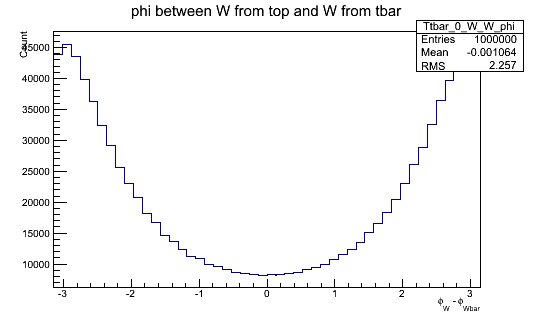 phi between W from top and W from tbar
Ttbar_0_W_W_phi
Entries 1000000
Mean -0.001064
RMS 2.257
Count
45000
40000
35000
30000
25000
20000
15000
10000
-3 -2 -1 0 1 2 3
ϕ_W - ϕ_Wbar